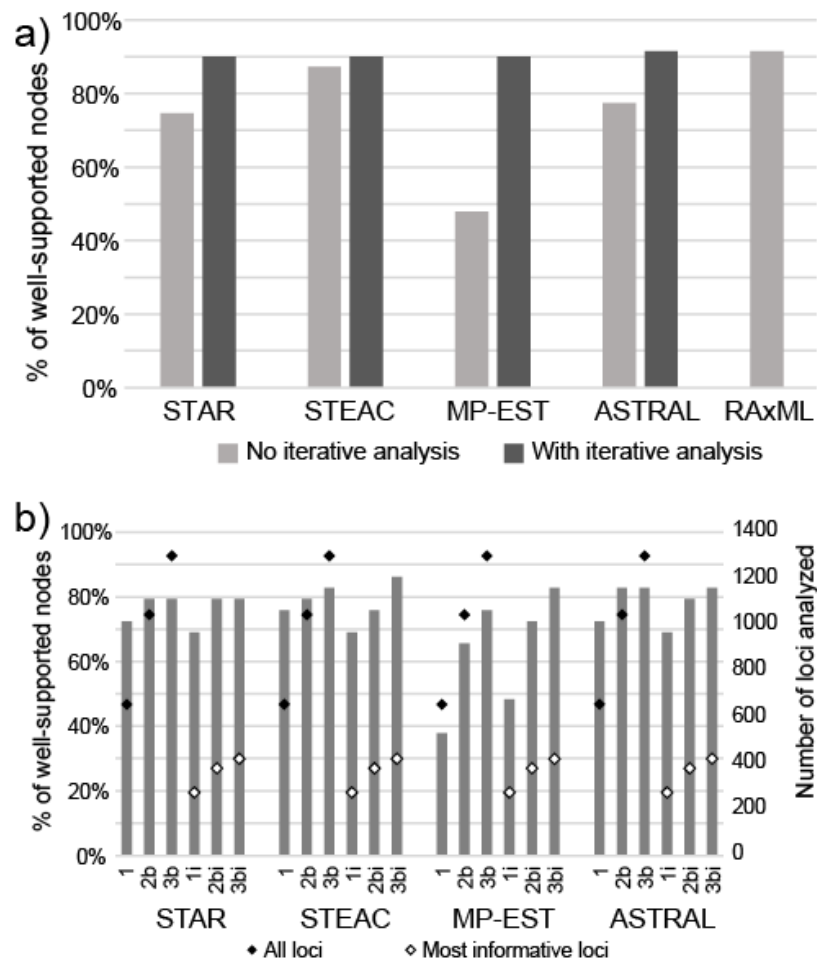 a)
100%
80%
60%
40%
20%
0%
% of well-supported nodes
STAR STEAC MP-EST ASTRAL RAxML
No iterative analysis With iterative analysis
b)
100%
80%
60%
40%
20%
0%
% of well-supported nodes
1400
1200
1000
800
600
400
200
0
Number of loci analyzed
1 2b 3b 1i 2bi 3bi 1 2b 3b 1i 2bi 3bi 1 2b 3b 1i 2bi 3bi 1 2b 3b 1i 2bi 3bi
STAR STEAC MP-EST ASTRAL
All loci Most informative loci